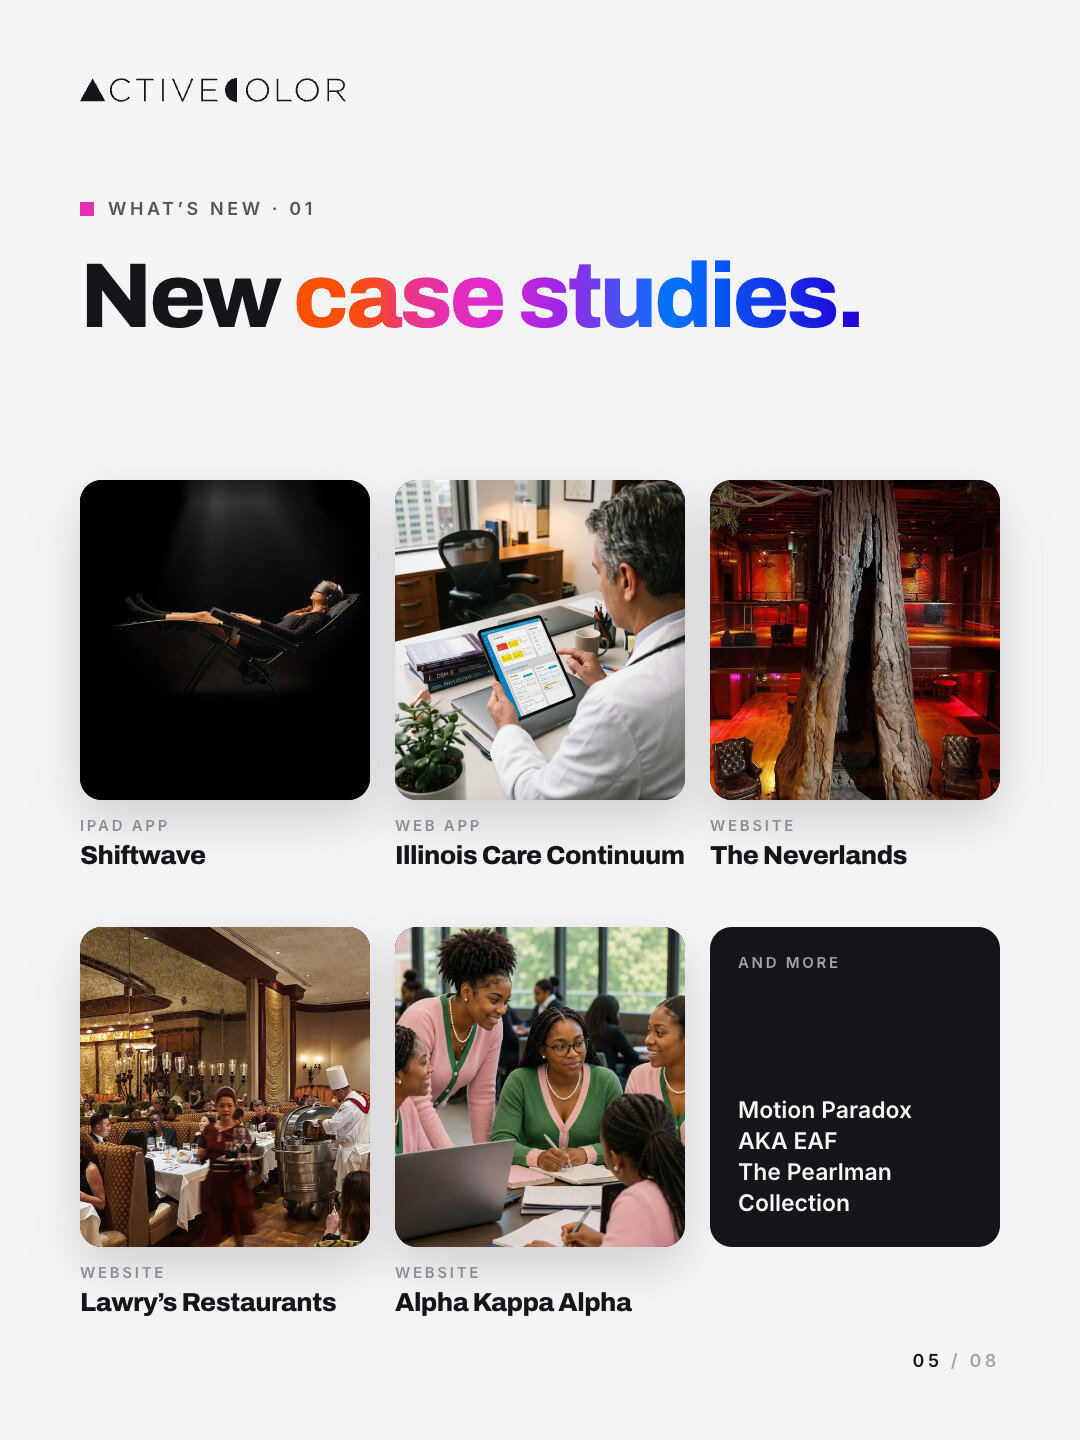 ACTIVECOLOR
WHAT’S NEW · 01
New case studies.
IPAD APP
Shiftwave
WEB APP
Illinois Care Continuum
WEBSITE
The Neverlands
WEBSITE
Lawry’s Restaurants
WEBSITE
Alpha Kappa Alpha
AND MORE
Motion Paradox
AKA EAF
The Pearlman
Collection
05 / 08